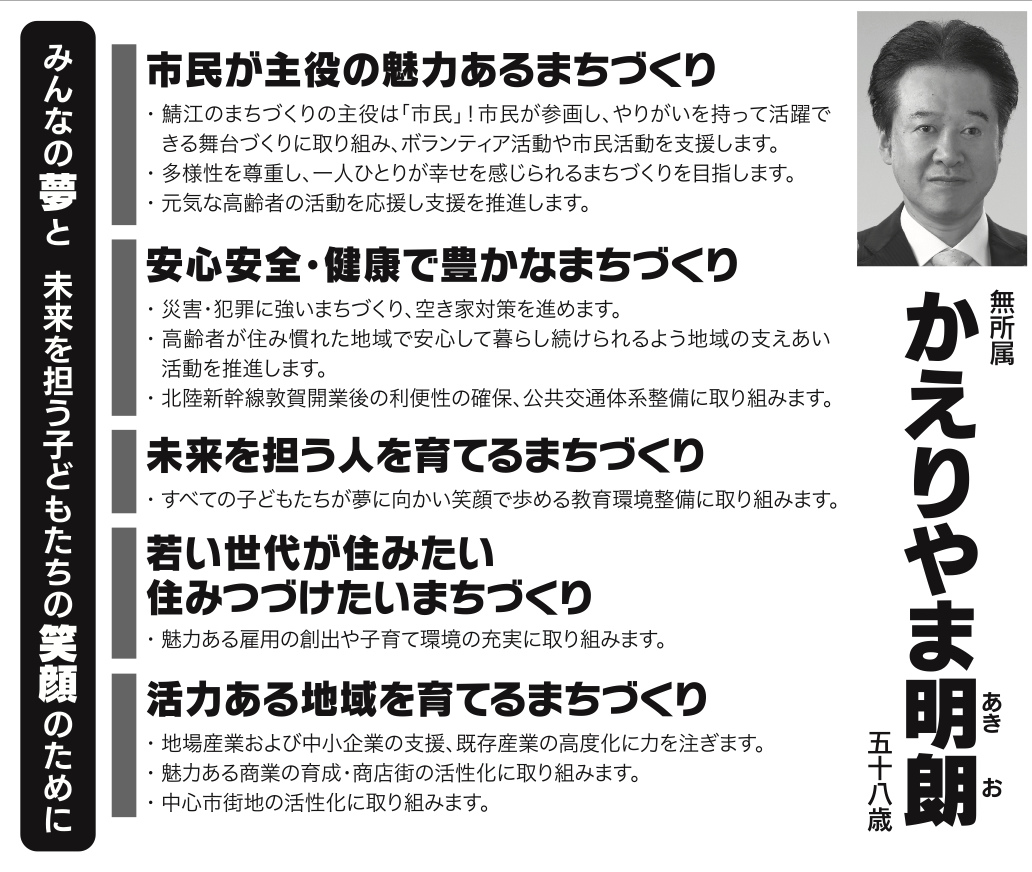 無所属
かえりやま明朗
あき お
五十八歳
みんなの夢と 未来を担う子どもたちの笑顔のために
市民が主役の魅力あるまちづくり
・鯖江のまちづくりの主役は「市民」！市民が参画し、やりがいを持って活躍で
きる舞台づくりに取り組み、ボランティア活動や市民活動を支援します。
・多様性を尊重し、一人ひとりが幸せを感じられるまちづくりを目指します。
・元気な高齢者の活動を応援し支援を推進します。
安心安全・健康で豊かなまちづくり
・災害・犯罪に強いまちづくり、空き家対策を進めます。
・高齢者が住み慣れた地域で安心して暮らし続けられるよう地域の支えあい
活動を推進します。
・北陸新幹線敦賀開業後の利便性の確保、公共交通体系整備に取り組みます。
未来を担う人を育てるまちづくり
・すべての子どもたちが夢に向かい笑顔で歩める教育環境整備に取り組みます。
若い世代が住みたい
住みつづけたいまちづくり
・魅力ある雇用の創出や子育て環境の充実に取り組みます。
活力ある地域を育てるまちづくり
・地場産業および中小企業の支援、既存産業の高度化に力を注ぎます。
・魅力ある商業の育成・商店街の活性化に取り組みます。
・中心市街地の活性化に取り組みます。